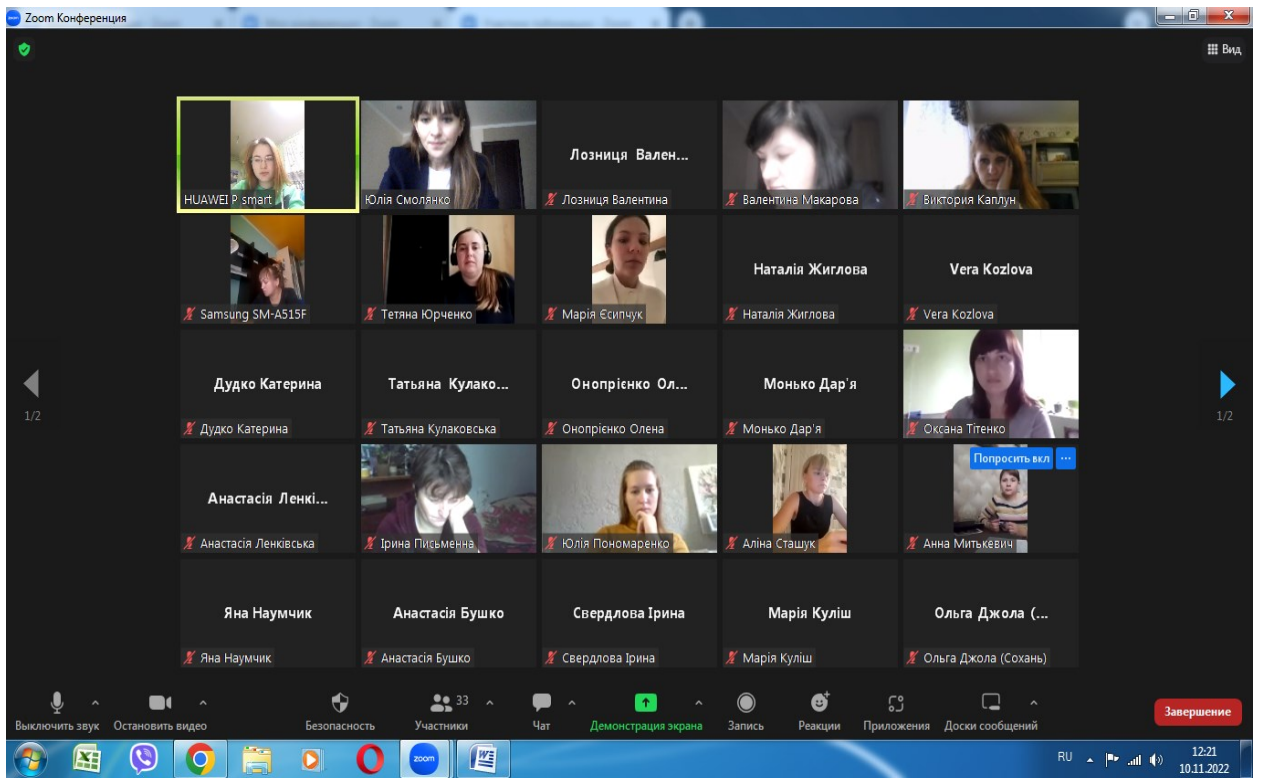 Zoom Конференция
Вид
HUAWEI P smart
Юлія Смолянко
Лозниця Вален...
Лозниця Валентина
Валентина Макарова
Виктория Каплун
Samsung SM-A515F
Тетяна Юрченко
Марія Єсипчук
Наталія Жиглова
Наталія Жиглова
Vera Kozlova
Vera Kozlova
Дудко Катерина
Дудко Катерина
Татьяна Кулако...
Татьяна Кулаковська
Онопрієнко Ол...
Онопрієнко Олена
Монько Дар'я
Монько Дар'я
Оксана Тітенко
1/2
1/2
Анастасія Ленкі...
Анастасія Ленківська
Ірина Письменна
Юлія Пономаренко
Аліна Сташук
Попросить вкл ...
Анна Митькевич
Яна Наумчик
Яна Наумчик
Анастасія Бушко
Анастасія Бушко
Свердлова Ірина
Свердлова Ірина
Марія Куліш
Марія Куліш
Ольга Джола (...
Ольга Джола (Сохань)
Выключить звук
Остановить видео
Безопасность
33
Участники
Чат
Демонстрация экрана
Запись
Реакции
Приложения
Доски сообщений
Завершение
zoom
RU
12:21
10.11.2022